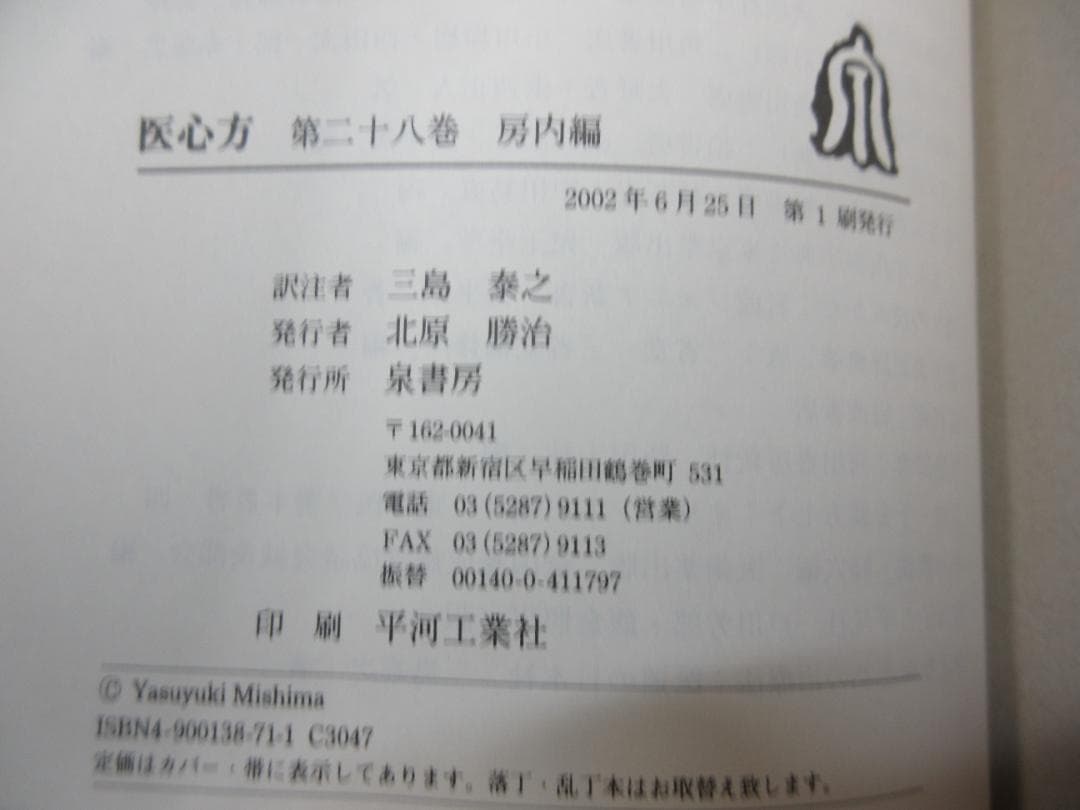 医心方 第二十八巻 房内編
2002年6月25日 第1刷発行
訳注者 三島 泰之
発行者 北原 勝治
発行所 泉書房
〒162-0041
東京都新宿区早稲田鶴巻町 531
電話 03(5287)9111(営業)
FAX 03(5287)9113
振替 00140-0-411797
印 刷 平河工業社
© Yasuyuki Mishima
ISBN4-900138-71-1 C3047
定価はカバー・帯に表示してあります。落丁・乱丁本はお取替え致します。